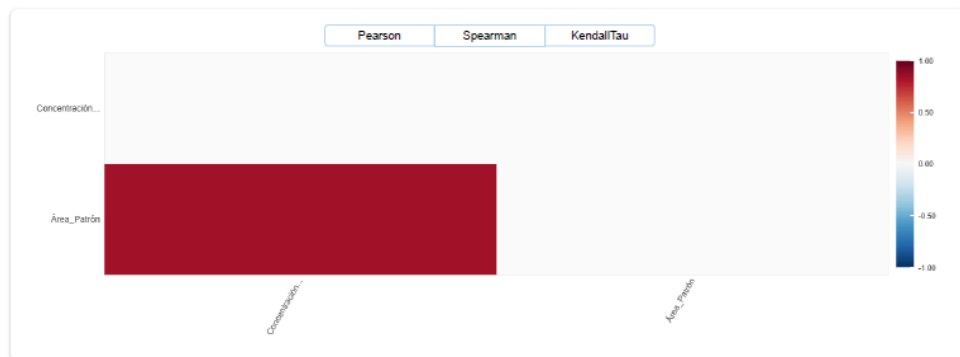 Pearson Spearman KendallTau
1.00
Concentración...
0.50
0.00
Área_Patrón
-0.50
-1.00
Concentración...
Área_Patrón